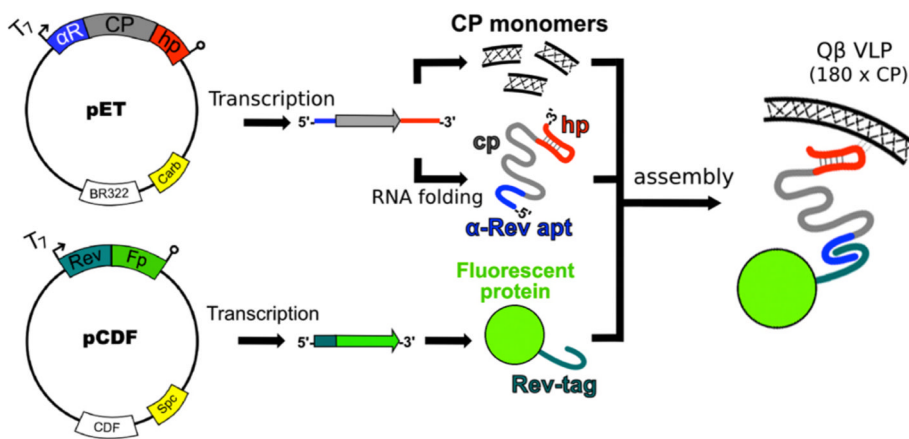 T7
αR
CP
hp
pET
BR322
Carb
Transcription
5'-
-3'
CP monomers
cp
hp
-3'
RNA folding
-5'
α-Rev apt
assembly
Qβ VLP
(180 x CP)
T7
Rev
Fp
pCDF
CDF
Spc
Transcription
5'-
-3'
Fluorescent
protein
Rev-tag